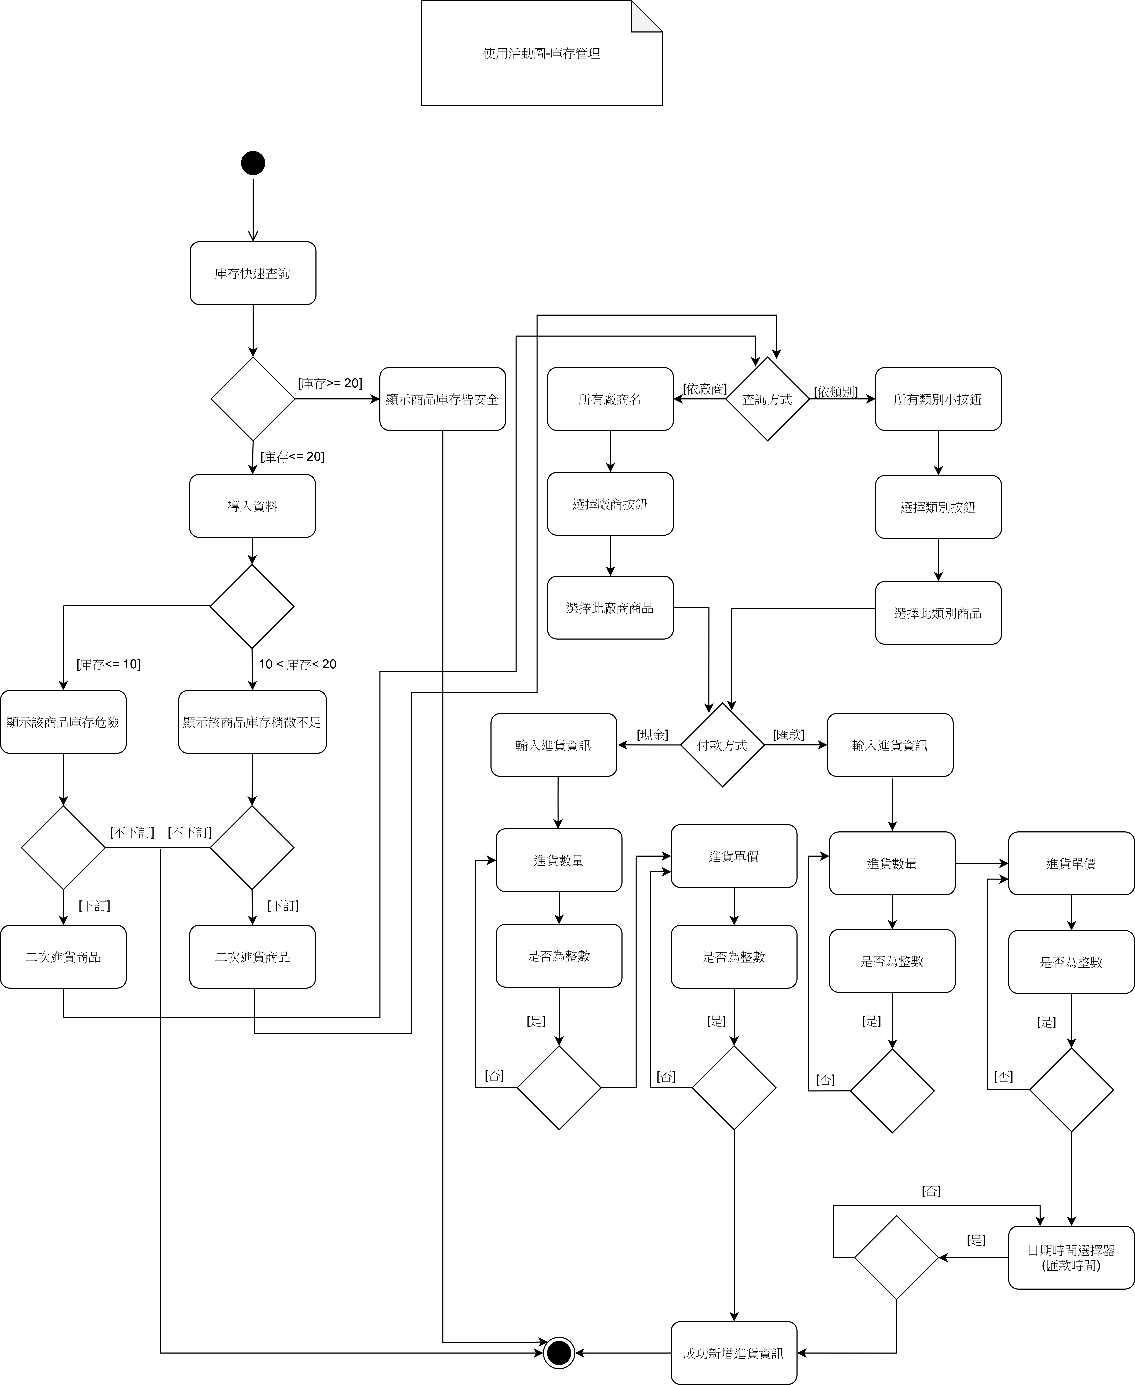 使用活動圖-庫存管理
庫存快速查詢
[庫存>= 20]
顯示商品庫存皆安全
[庫存<= 20]
導入資料
[庫存<= 10]
10 < 庫存< 20
顯示該商品庫存危險
顯示該商品庫存稍微不足
[不下訂]
[不下訂]
[下訂]
[下訂]
二次進貨商品
二次進貨商品
查詢方式
[依廠商]
[依類別]
所有廠商名
所有類別小按鈕
選擇廠商按鈕
選擇類別按鈕
選擇此廠商商品
選擇此類別商品
付款方式
[現金]
[匯款]
輸入進貨資訊
輸入進貨資訊
進貨數量
進貨單價
進貨數量
進貨單價
是否為整數
是否為整數
是否為整數
是否為整數
[是]
[是]
[是]
[是]
[否]
[否]
[否]
[否]
[否]
[是]
日期時間選擇器
(匯款時間)
成功新增進貨資訊